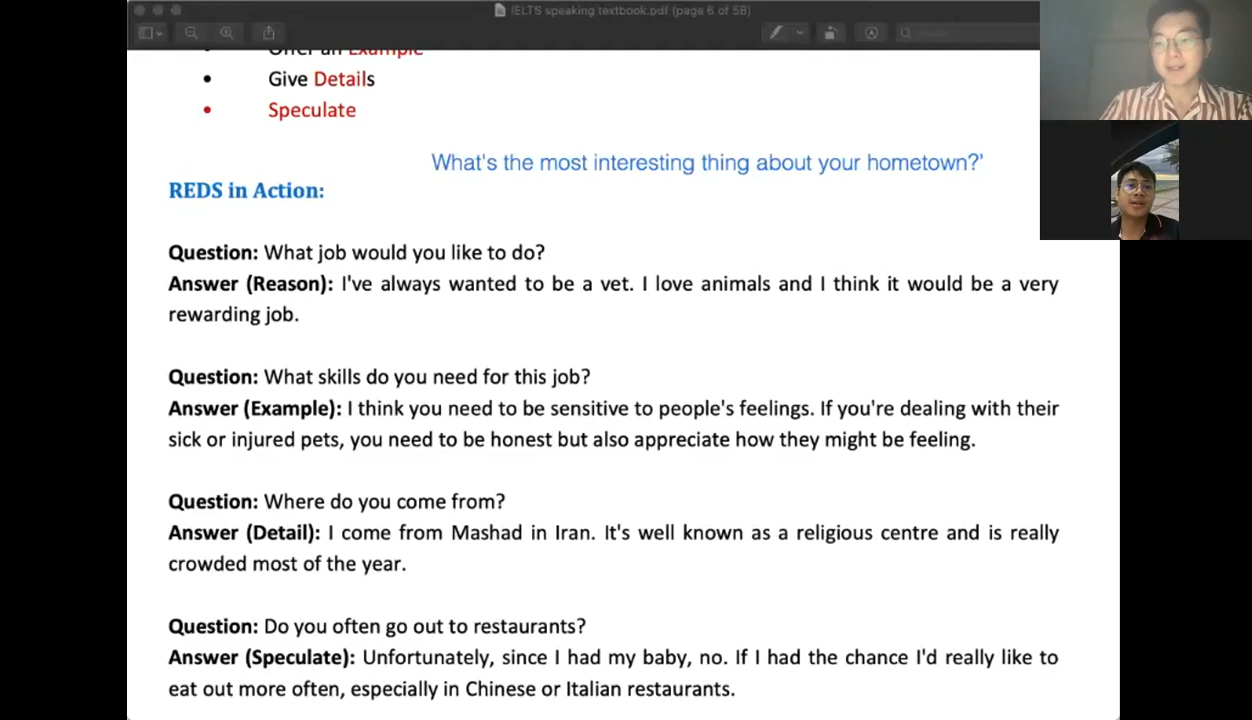 IELTS speaking textbook.pdf (page 6 of 58)
Offer an Example
• Give Details
• Speculate
What's the most interesting thing about your hometown?'
REDS in Action:
Question: What job would you like to do?
Answer (Reason): I've always wanted to be a vet. I love animals and I think it would be a very
rewarding job.
Question: What skills do you need for this job?
Answer (Example): I think you need to be sensitive to people's feelings. If you're dealing with their
sick or injured pets, you need to be honest but also appreciate how they might be feeling.
Question: Where do you come from?
Answer (Detail): I come from Mashad in Iran. It's well known as a religious centre and is really
crowded most of the year.
Question: Do you often go out to restaurants?
Answer (Speculate): Unfortunately, since I had my baby, no. If I had the chance I'd really like to
eat out more often, especially in Chinese or Italian restaurants.